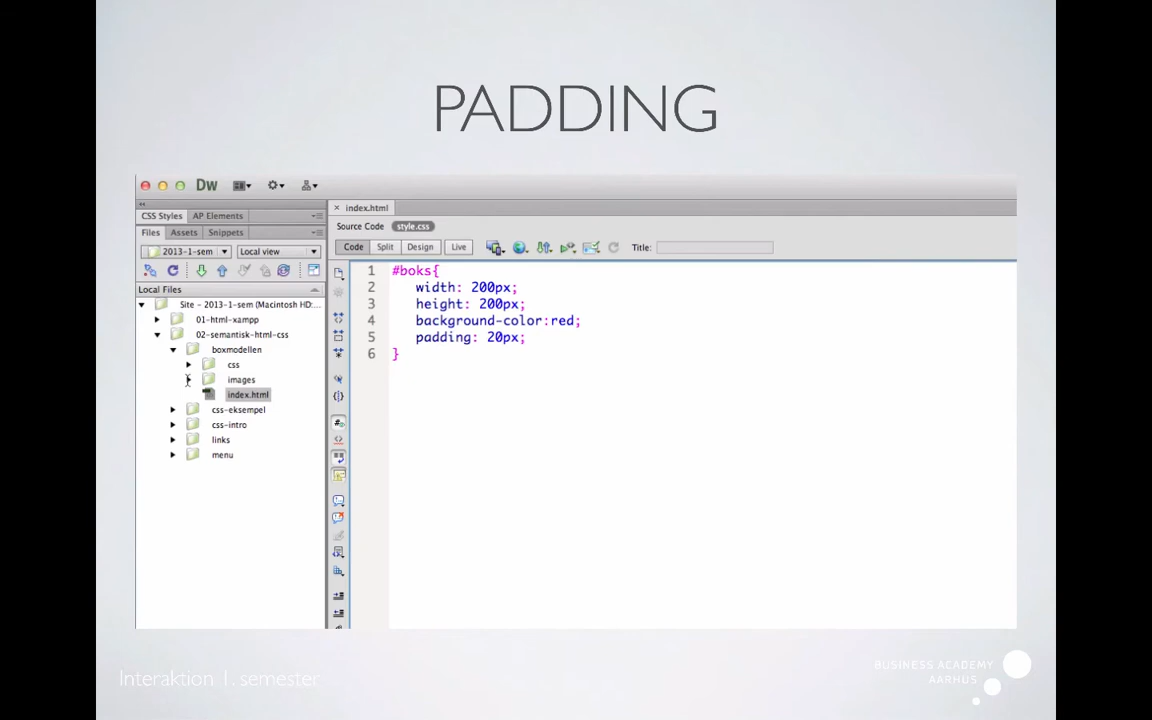 PADDING
Dw
CSS Styles AP Elements
Files Assets Snippets
2013-1-sem Local view
Local Files
Site - 2013-1-sem (Macintosh HD:...
01-html-xampp
02-semantisk-html-css
boxmodellen
css
images
index.html
css-eksempel
css-intro
links
menu
index.html
Source Code style.css
Code Split Design Live Title:
1 #boks{
2 width: 200px;
3 height: 200px;
4 background-color:red;
5 padding: 20px;
6 }
Interaktion 1. semester
BUSINESS ACADEMY
AARHUS